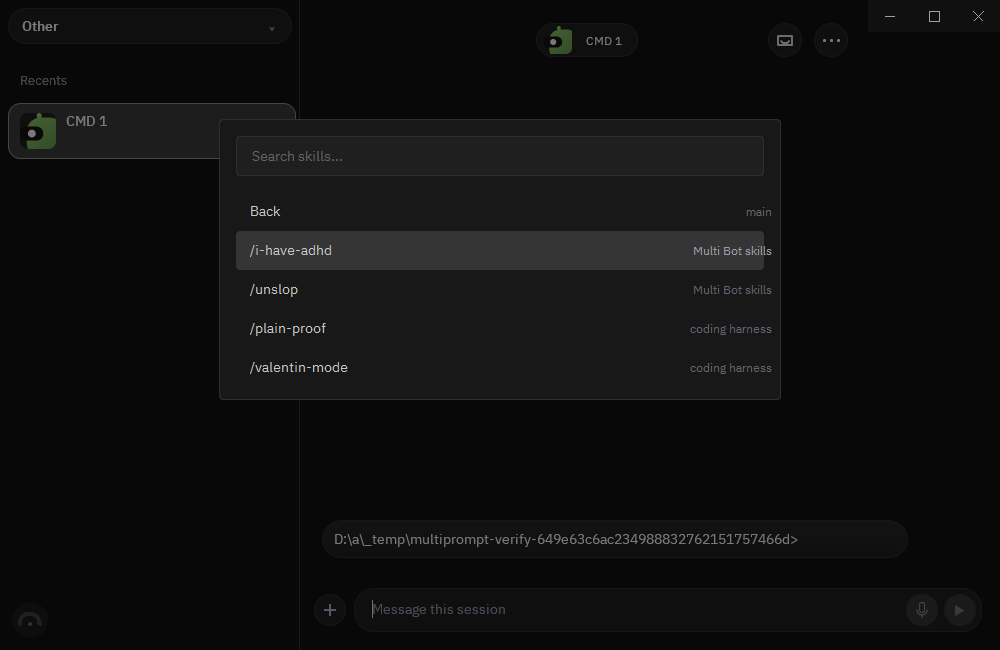 Other
CMD 1
Recents
CMD 1
Search skills...
Back main
/i-have-adhd Multi Bot skills
/unslop Multi Bot skills
/plain-proof coding harness
/valentin-mode coding harness
D:\a\_temp\multiprompt-verify-649e63c6ac234988832762151757466d>
Message this session